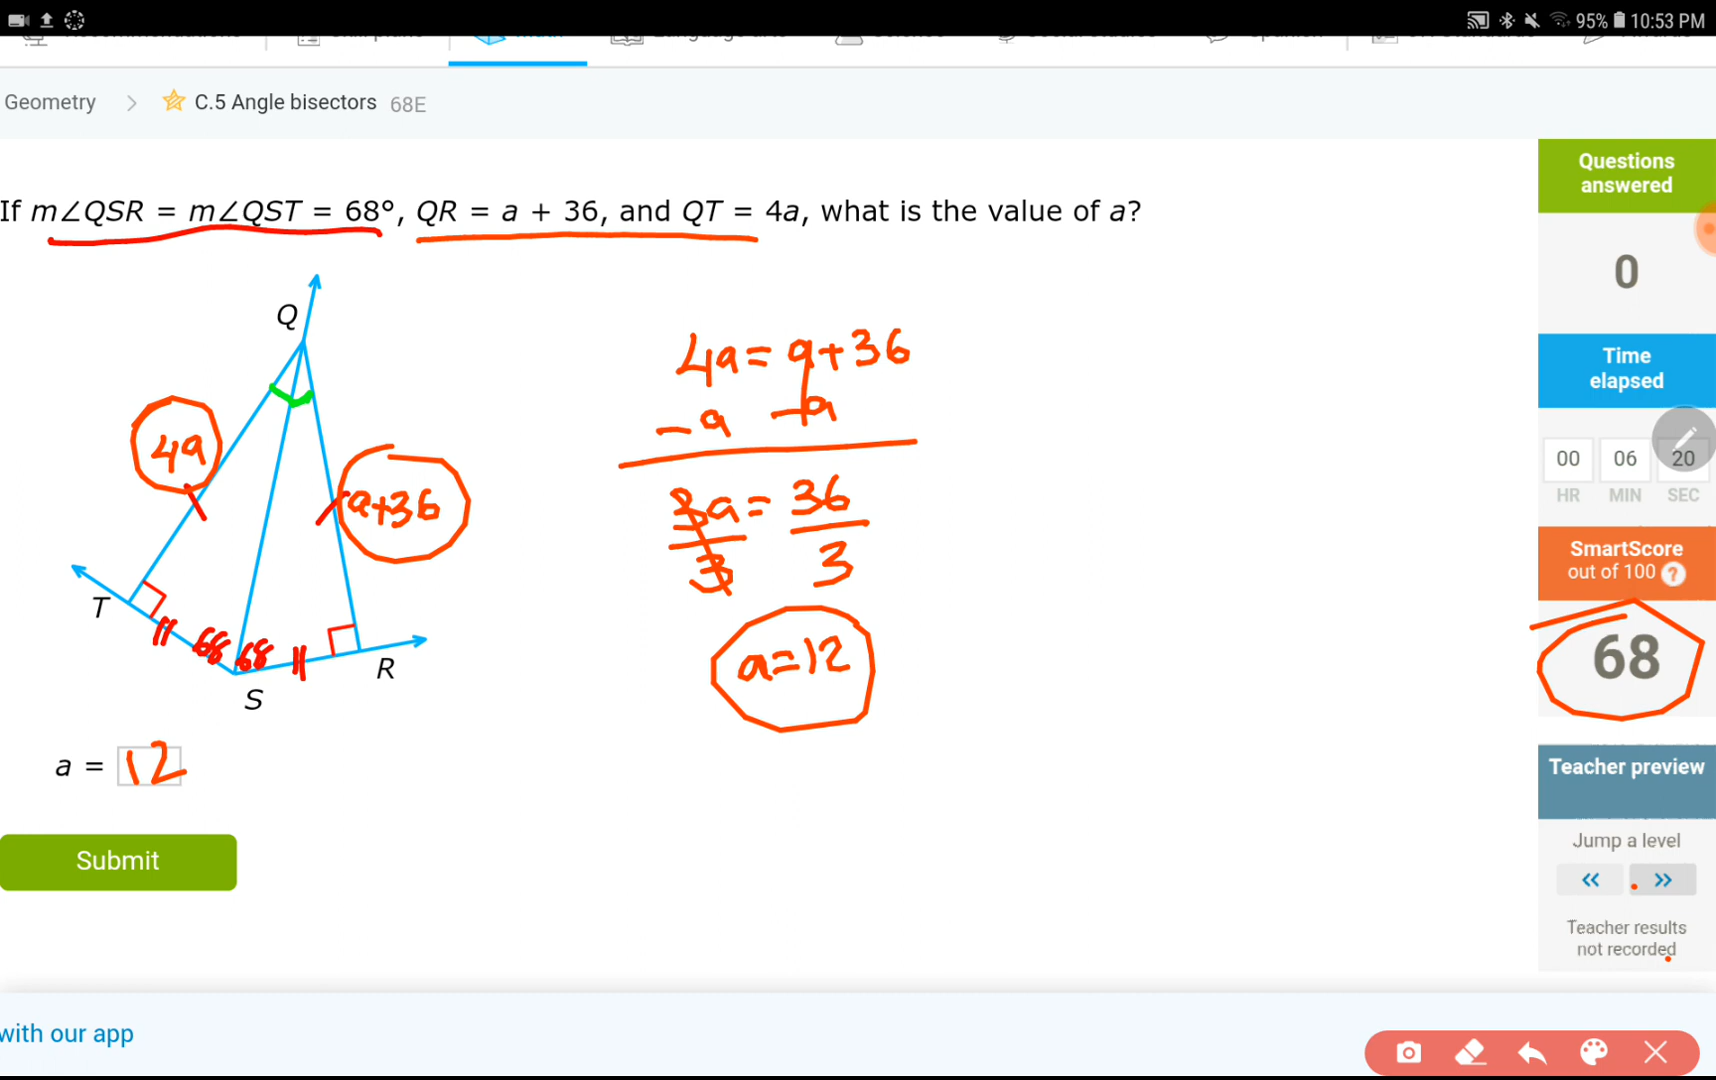 95% 10:53 PM
Geometry > C.5 Angle bisectors 68E
If m∠QSR = m∠QST = 68°, QR = a + 36, and QT = 4a, what is the value of a?
Q
4a
a+36
T
68
68
S
R
4a = a+36
-a -a
3a = 36
3 3
a=12
a = 12
Submit
Questions
answered
0
Time
elapsed
00 06 20
HR MIN SEC
SmartScore
out of 100 ?
68
Teacher preview
Jump a level
Teacher results
not recorded
with our app